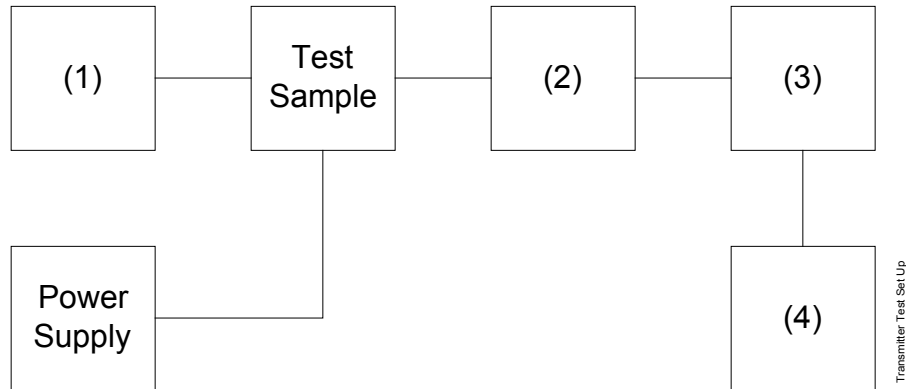 (1)
Test
Sample
(2)
(3)
Power
Supply
(4)
Transmitter Test Set Up